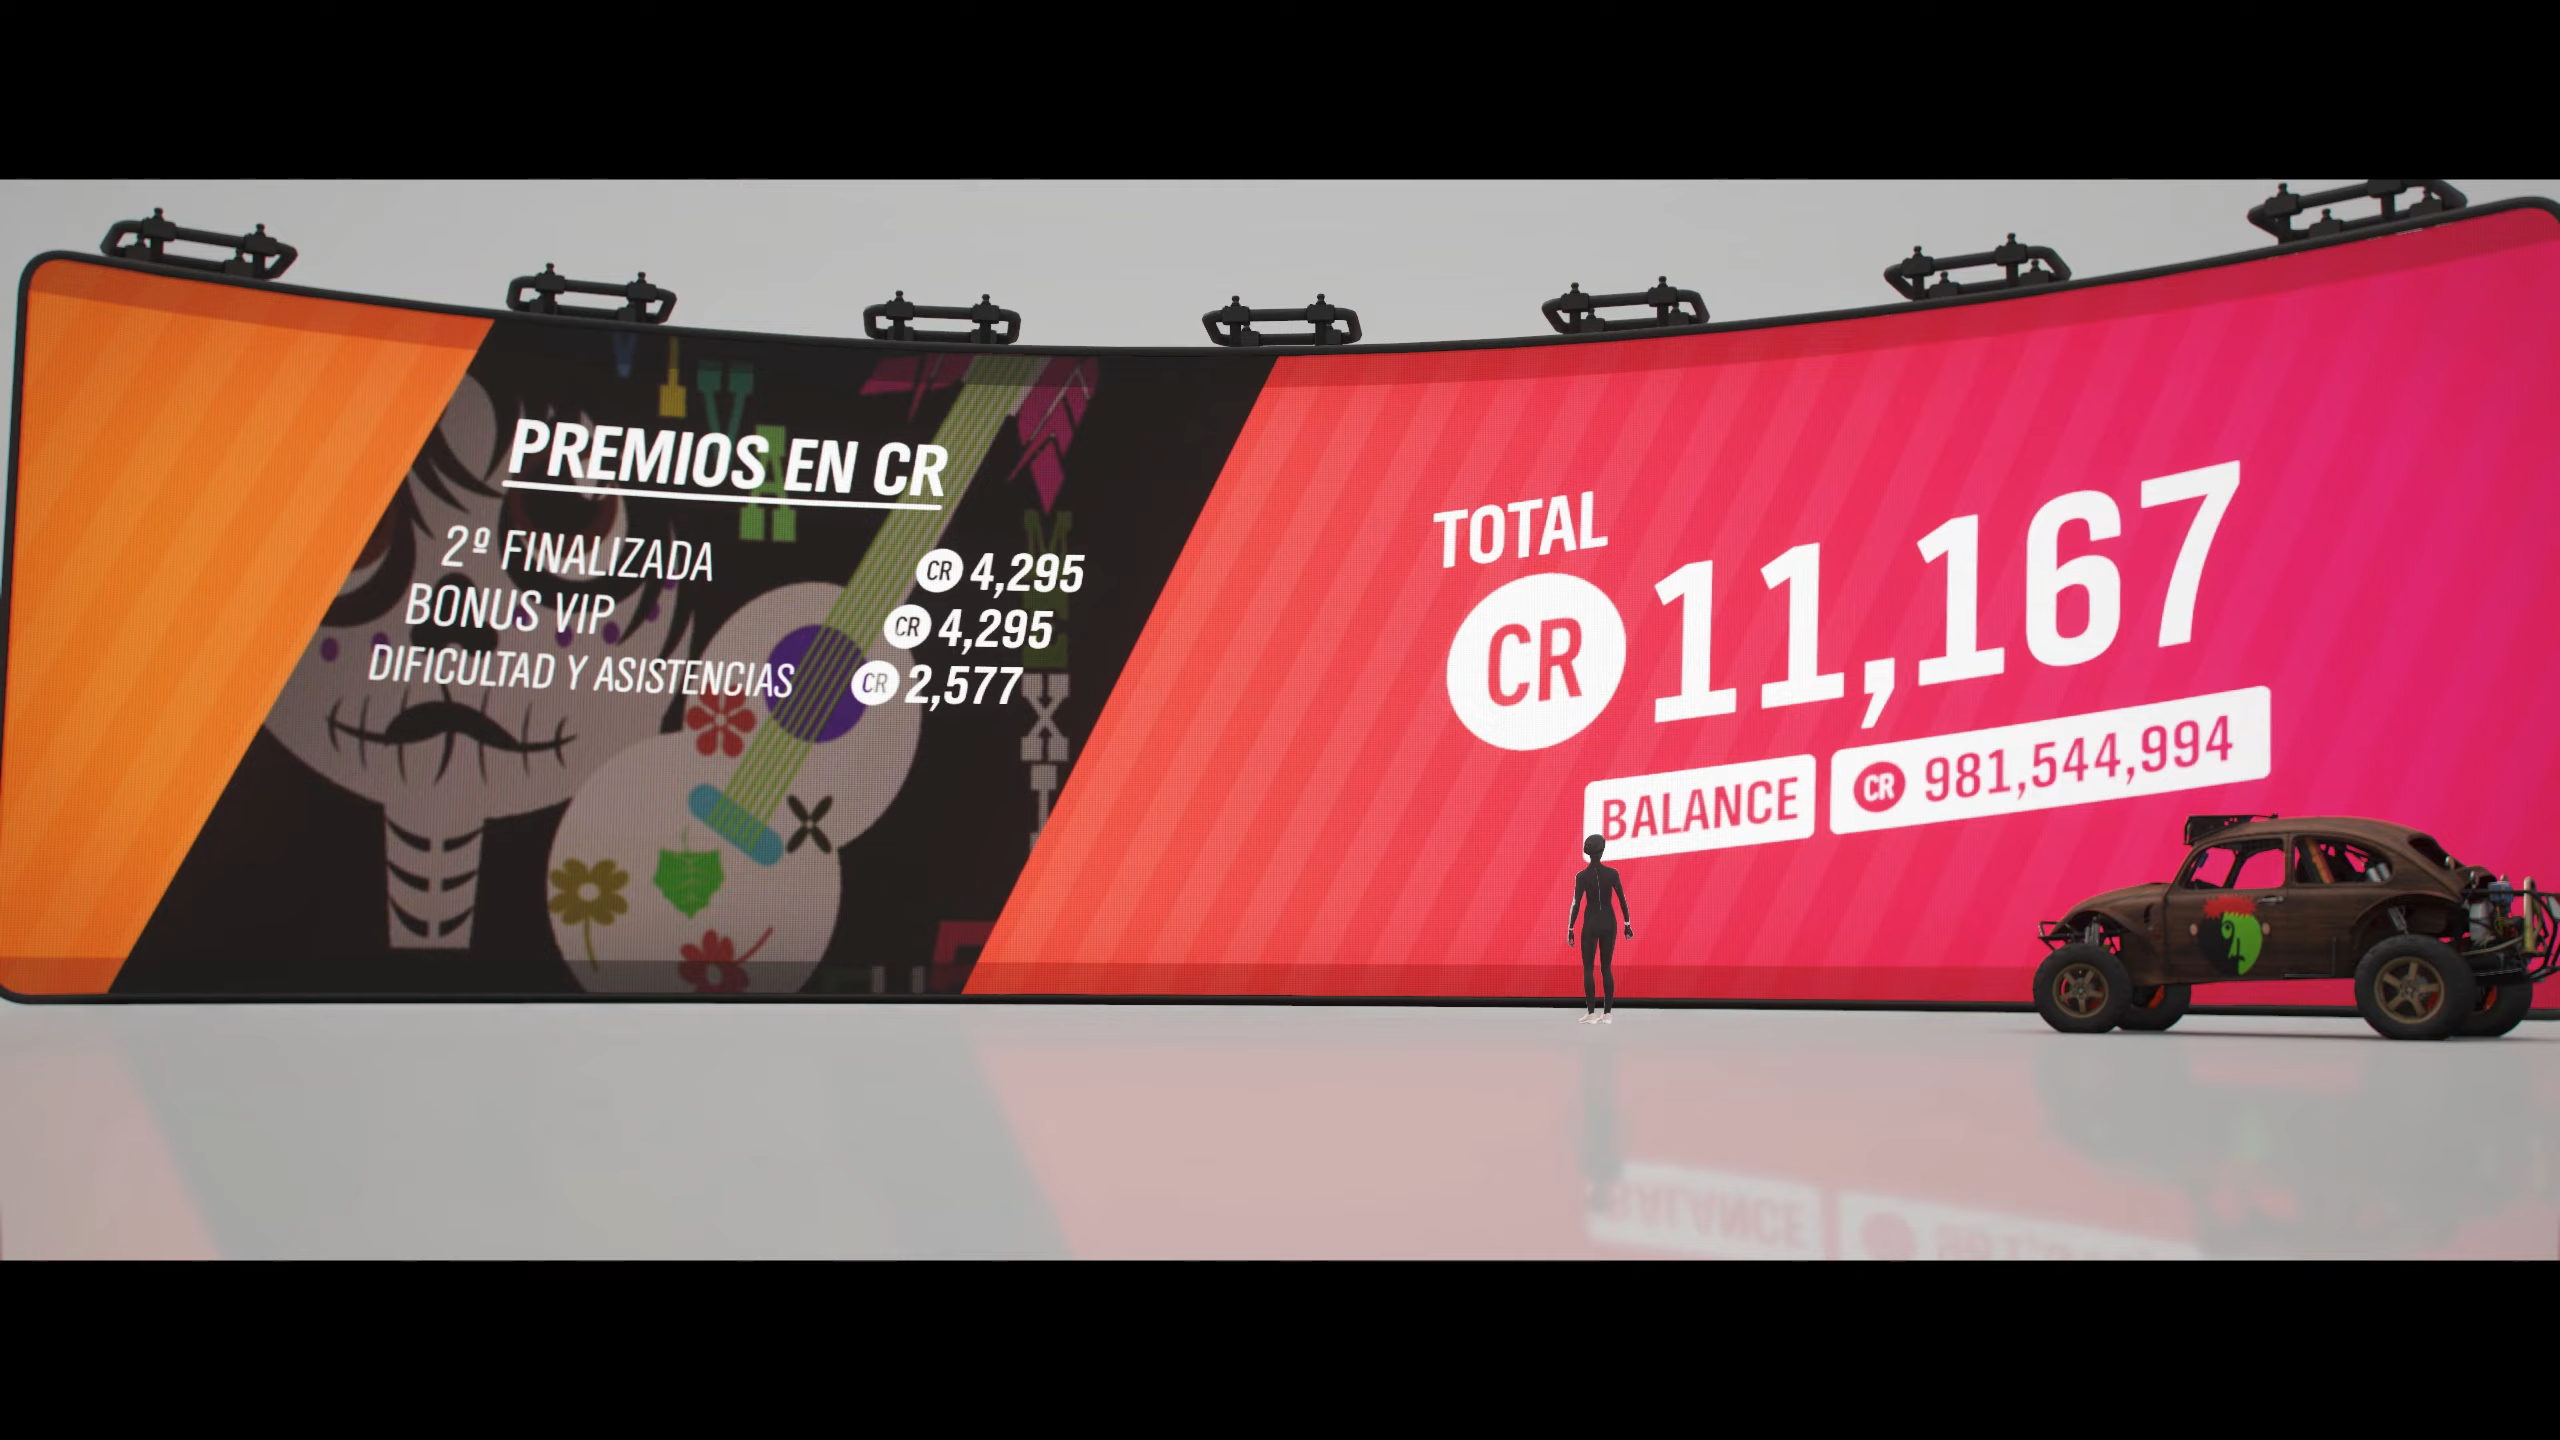 PREMIOS EN CR
2º FINALIZADA CR 4,295
BONUS VIP CR 4,295
DIFICULTAD Y ASISTENCIAS CR 2,577
TOTAL
CR 11,167
BALANCE CR 981,544,994